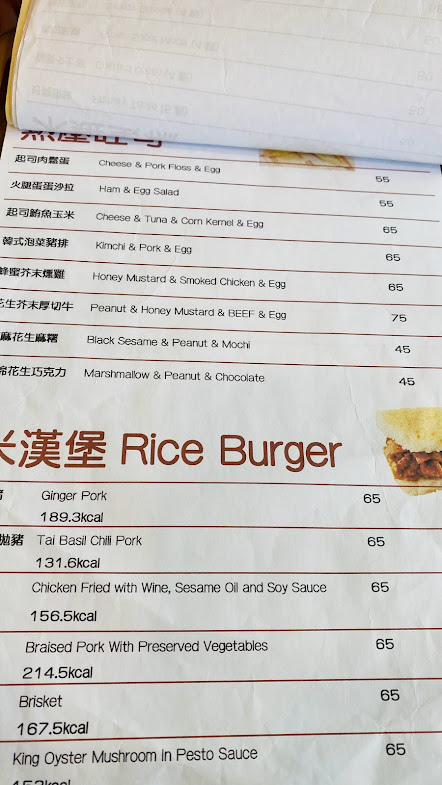 起司肉鬆蛋 Cheese & Pork Floss & Egg 55
火腿蛋蛋沙拉 Ham & Egg Salad 55
起司鮪魚玉米 Cheese & Tuna & Corn Kernel & Egg 65
韓式泡菜豬排 Kimchi & Pork & Egg 65
蜂蜜芥末燻雞 Honey Mustard & Smoked Chicken & Egg 65
花生芥末厚切牛 Peanut & Honey Mustard & BEEF & Egg 75
麻花生麻糬 Black Sesame & Peanut & Mochi 45
棉花生巧克力 Marshmallow & Peanut & Chocolate 45
米漢堡 Rice Burger
Ginger Pork 65
189.3kcal
拋豬 Tai Basil Chili Pork 65
131.6kcal
Chicken Fried with Wine, Sesame Oil and Soy Sauce 65
156.5kcal
Braised Pork With Preserved Vegetables 65
214.5kcal
Brisket 65
167.5kcal
King Oyster Mushroom in Pesto Sauce 65